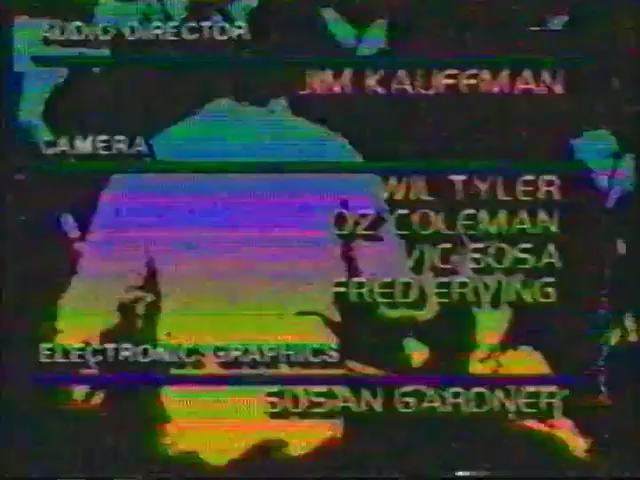 AUDIO DIRECTOR
JIM KAUFFMAN
CAMERA
WIL TYLER
OZ COLEMAN
VIC SOSA
FRED ERVING
ELECTRONIC GRAPHICS
SUSAN GARDNER